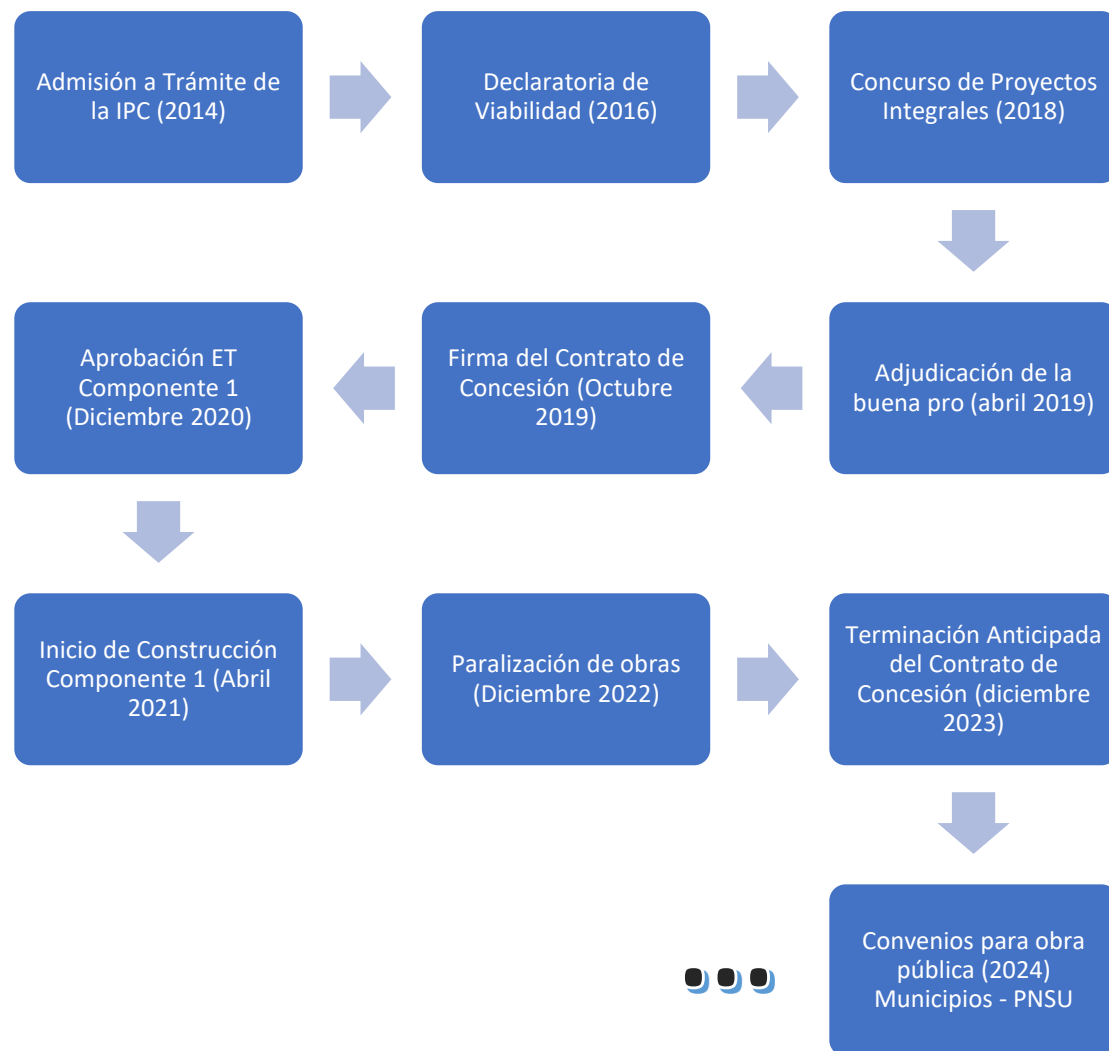 Admisión a Trámite de
la IPC (2014)
Declaratoria de
Viabilidad (2016)
Concurso de Proyectos
Integrales (2018)
Adjudicación de la
buena pro (abril 2019)
Firma del Contrato de
Concesión (Octubre
2019)
Aprobación ET
Componente 1
(Diciembre 2020)
Inicio de Construcción
Componente 1 (Abril
2021)
Paralización de obras
(Diciembre 2022)
Terminación Anticipada
del Contrato de
Concesión (diciembre
2023)
Convenios para obra
pública (2024)
Municipios - PNSU